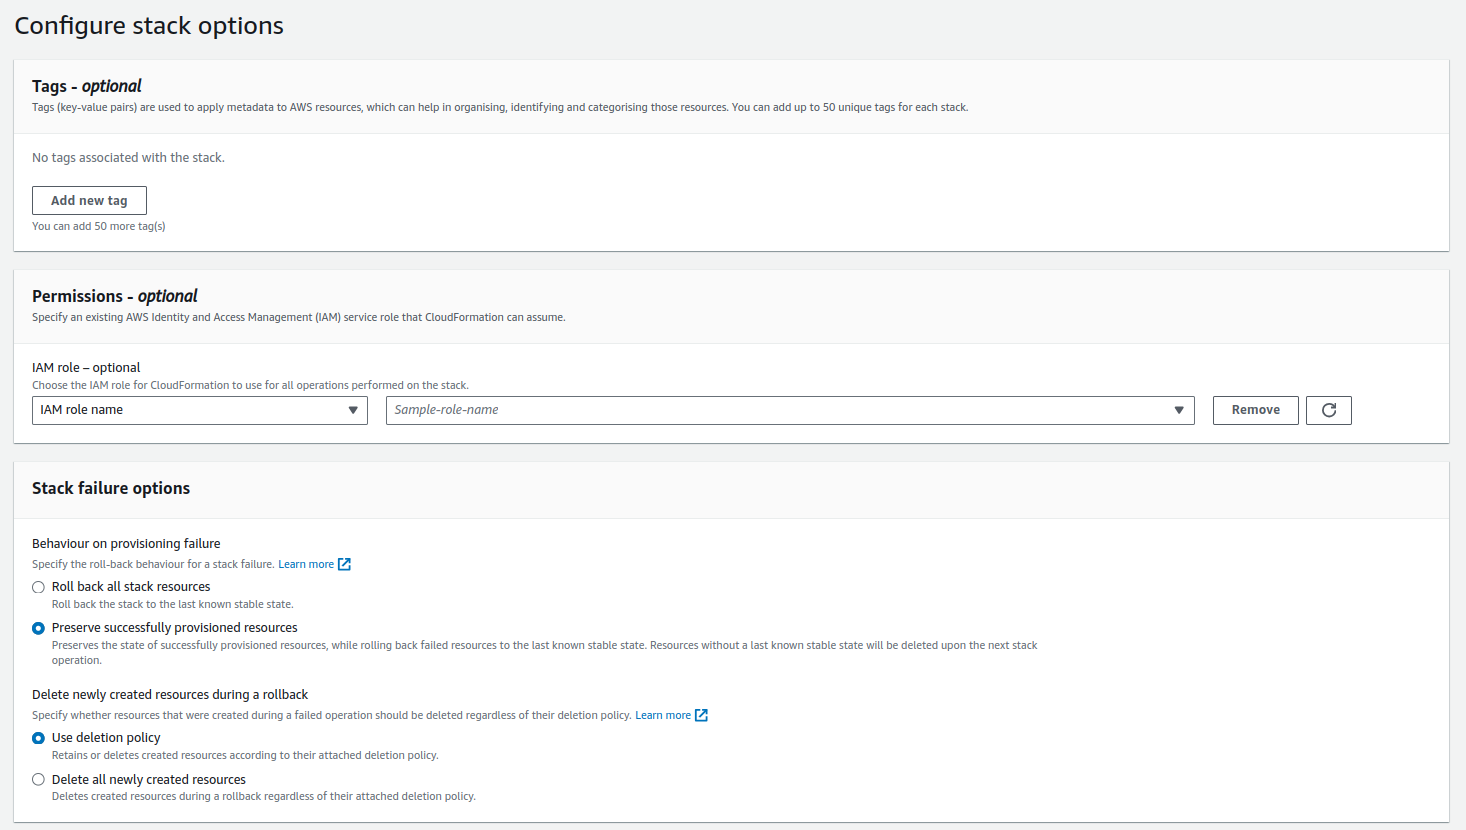 Configure stack options
Tags - optional
Tags (key-value pairs) are used to apply metadata to AWS resources, which can help in organising, identifying and categorising those resources. You can add up to 50 unique tags for each stack.
No tags associated with the stack.
Add new tag
You can add 50 more tag(s)
Permissions - optional
Specify an existing AWS Identity and Access Management (IAM) service role that CloudFormation can assume.
IAM role – optional
Choose the IAM role for CloudFormation to use for all operations performed on the stack.
IAM role name Sample-role-name Remove
Stack failure options
Behaviour on provisioning failure
Specify the roll-back behaviour for a stack failure. Learn more
Roll back all stack resources
Roll back the stack to the last known stable state.
Preserve successfully provisioned resources
Preserves the state of successfully provisioned resources, while rolling back failed resources to the last known stable state. Resources without a last known stable state will be deleted upon the next stack
operation.
Delete newly created resources during a rollback
Specify whether resources that were created during a failed operation should be deleted regardless of their deletion policy. Learn more
Use deletion policy
Retains or deletes created resources according to their attached deletion policy.
Delete all newly created resources
Deletes created resources during a rollback regardless of their attached deletion policy.